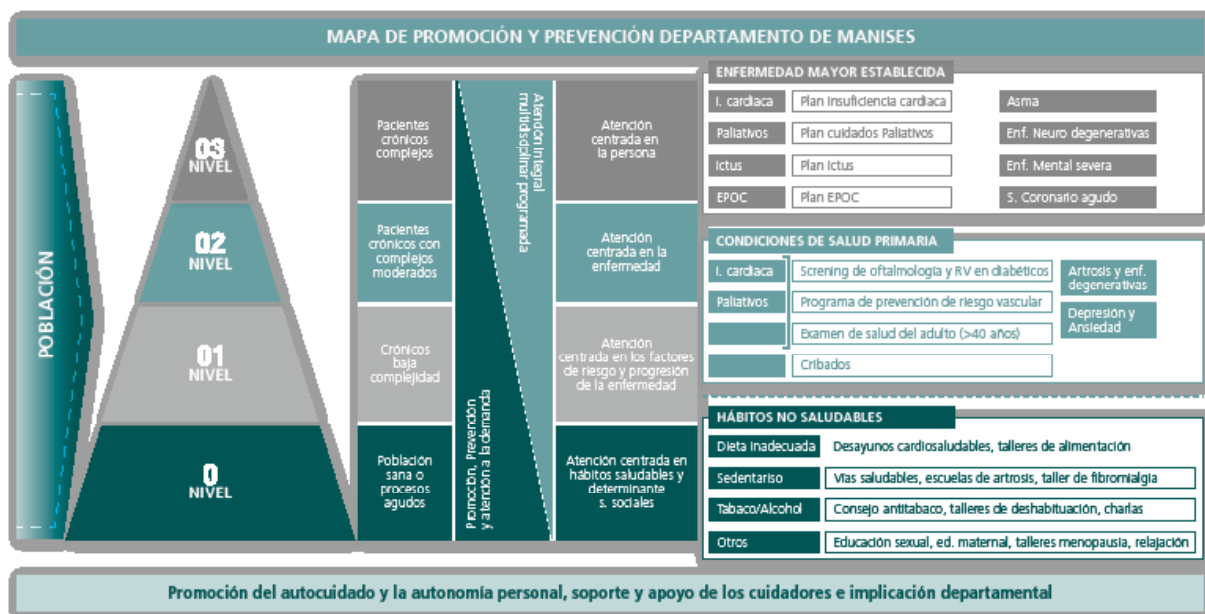 MAPA DE PROMOCIÓN Y PREVENCIÓN DEPARTAMENTO DE MANISES
POBLACIÓN
03
NIVEL
02
NIVEL
01
NIVEL
0
NIVEL
Pacientes
crónicos
complejos
Pacientes
crónicos con
complejos
moderados
Crónicos
baja
complejidad
Población
sana o
procesos
agudos
Atención Integral
multidisciplinar programada
Promoción, Prevención
y atención a la demanda
Atención
centrada en
la persona
Atención
centrada en la
enfermedad
Atención
centrada en los factores
de riesgo y progresión
de la enfermedad
Atención centrada en
hábitos saludables y
determinante
s. sociales
ENFERMEDAD MAYOR ESTABLECIDA
I. cardiaca
Plan Insuficiencia cardiaca
Asma
Paliativos
Plan cuidados Paliativos
Enf. Neuro degenerativas
Ictus
Plan Ictus
Enf. Mental severa
EPOC
Plan EPOC
S. Coronario agudo
CONDICIONES DE SALUD PRIMARIA
I. cardiaca
Screning de oftalmología y RV en diabéticos
Artrosis y enf.
degenerativas
Paliativos
Programa de prevención de riesgo vascular
Depresión y
Ansiedad
Examen de salud del adulto (>40 años)
Cribados
HÁBITOS NO SALUDABLES
Dieta inadecuada
Desayunos cardiosaludables, talleres de alimentación
Sedentariso
Vías saludables, escuelas de artrosis, taller de fibromialgia
Tabaco/Alcohol
Consejo antitabaco, talleres de deshabituación, charlas
Otros
Educación sexual, ed. maternal, talleres menopausia, relajación
Promoción del autocuidado y la autonomía personal, soporte y apoyo de los cuidadores e implicación departamental